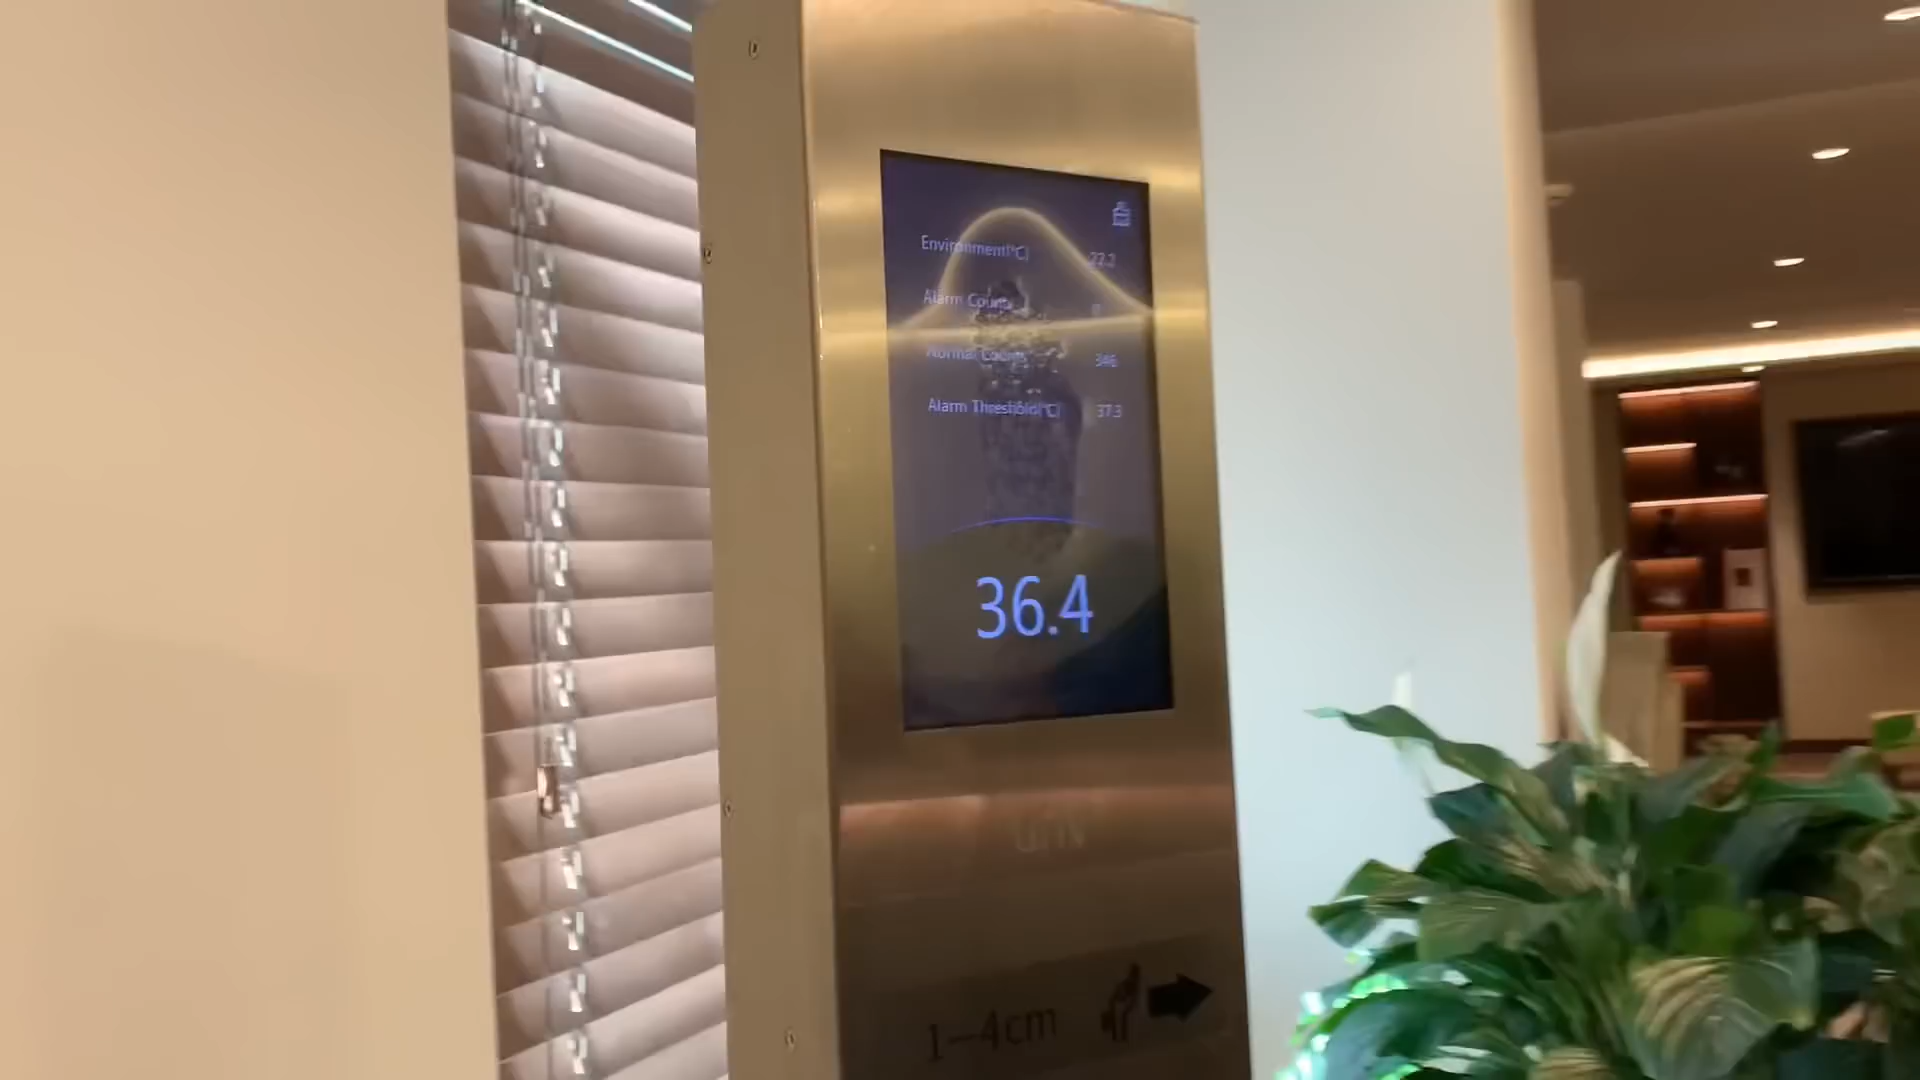 Environment(°C) 22.2
Alarm Counts 0
Normal Counts 346
Alarm Threshold(°C) 37.3
36.4
1—4cm